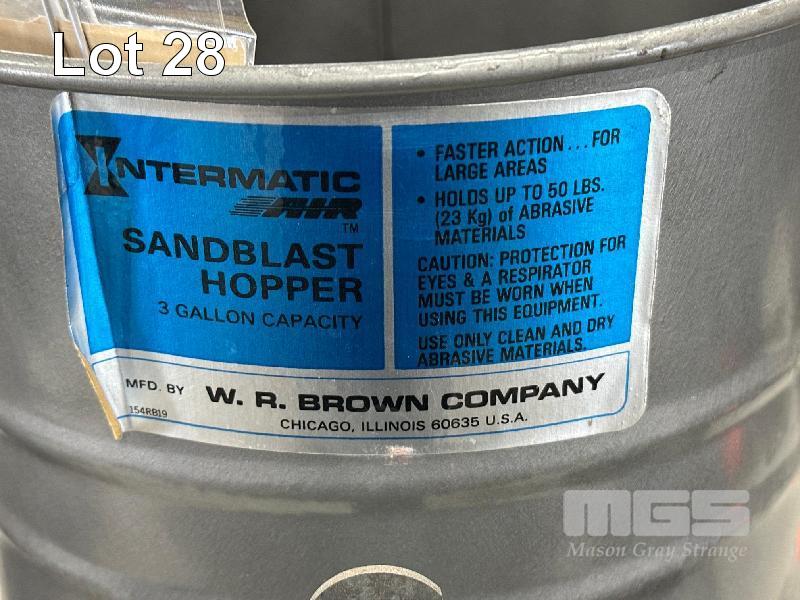 Lot 28
INTERMATIC
AIR
TM
SANDBLAST
HOPPER
3 GALLON CAPACITY
• FASTER ACTION...FOR
LARGE AREAS
• HOLDS UP TO 50 LBS.
(23 Kg) of ABRASIVE
MATERIALS
CAUTION: PROTECTION FOR
EYES & A RESPIRATOR
MUST BE WORN WHEN
USING THIS EQUIPMENT.
USE ONLY CLEAN AND DRY
ABRASIVE MATERIALS.
MFD. BY W. R. BROWN COMPANY
154RB19
CHICAGO, ILLINOIS 60635 U.S.A.
MGS
Mason Gray Strange